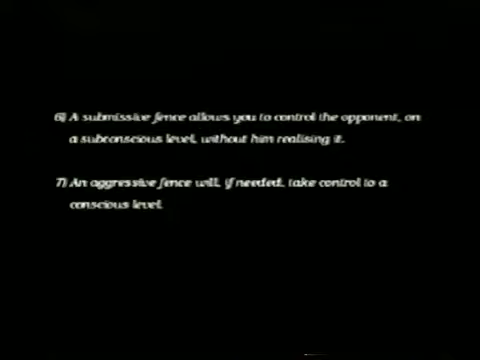 6) A submissive fence allows you to control the opponent, on
a subconscious level, without him realising it.
7) An aggressive fence will, if needed, take control to a
conscious level.